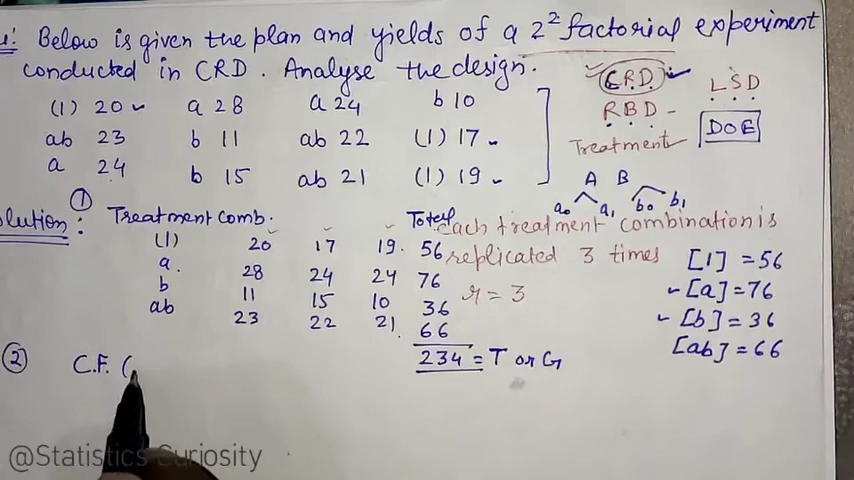 : Below is given the plan and yields of a 2² factorial experiment
conducted in CRD. Analyse the design.
(1) 20 a 28 a 24 b 10
ab 23 b 11 ab 22 (1) 17
a 24 b 15 ab 21 (1) 19
CRD LSD
RBD DOE
Treatment
A B
a₀ a₁ b₀ b₁
olution: ① Treatment Comb. Total
(1) 20 17 19 56
a 28 24 24 76
b 11 15 10 36
ab 23 22 21 66
234 = T or G
each treatment combination is
replicated 3 times
r = 3
[1] = 56
[a] = 76
[b] = 36
[ab] = 66
② C.F. (
@Statistics Curiosity